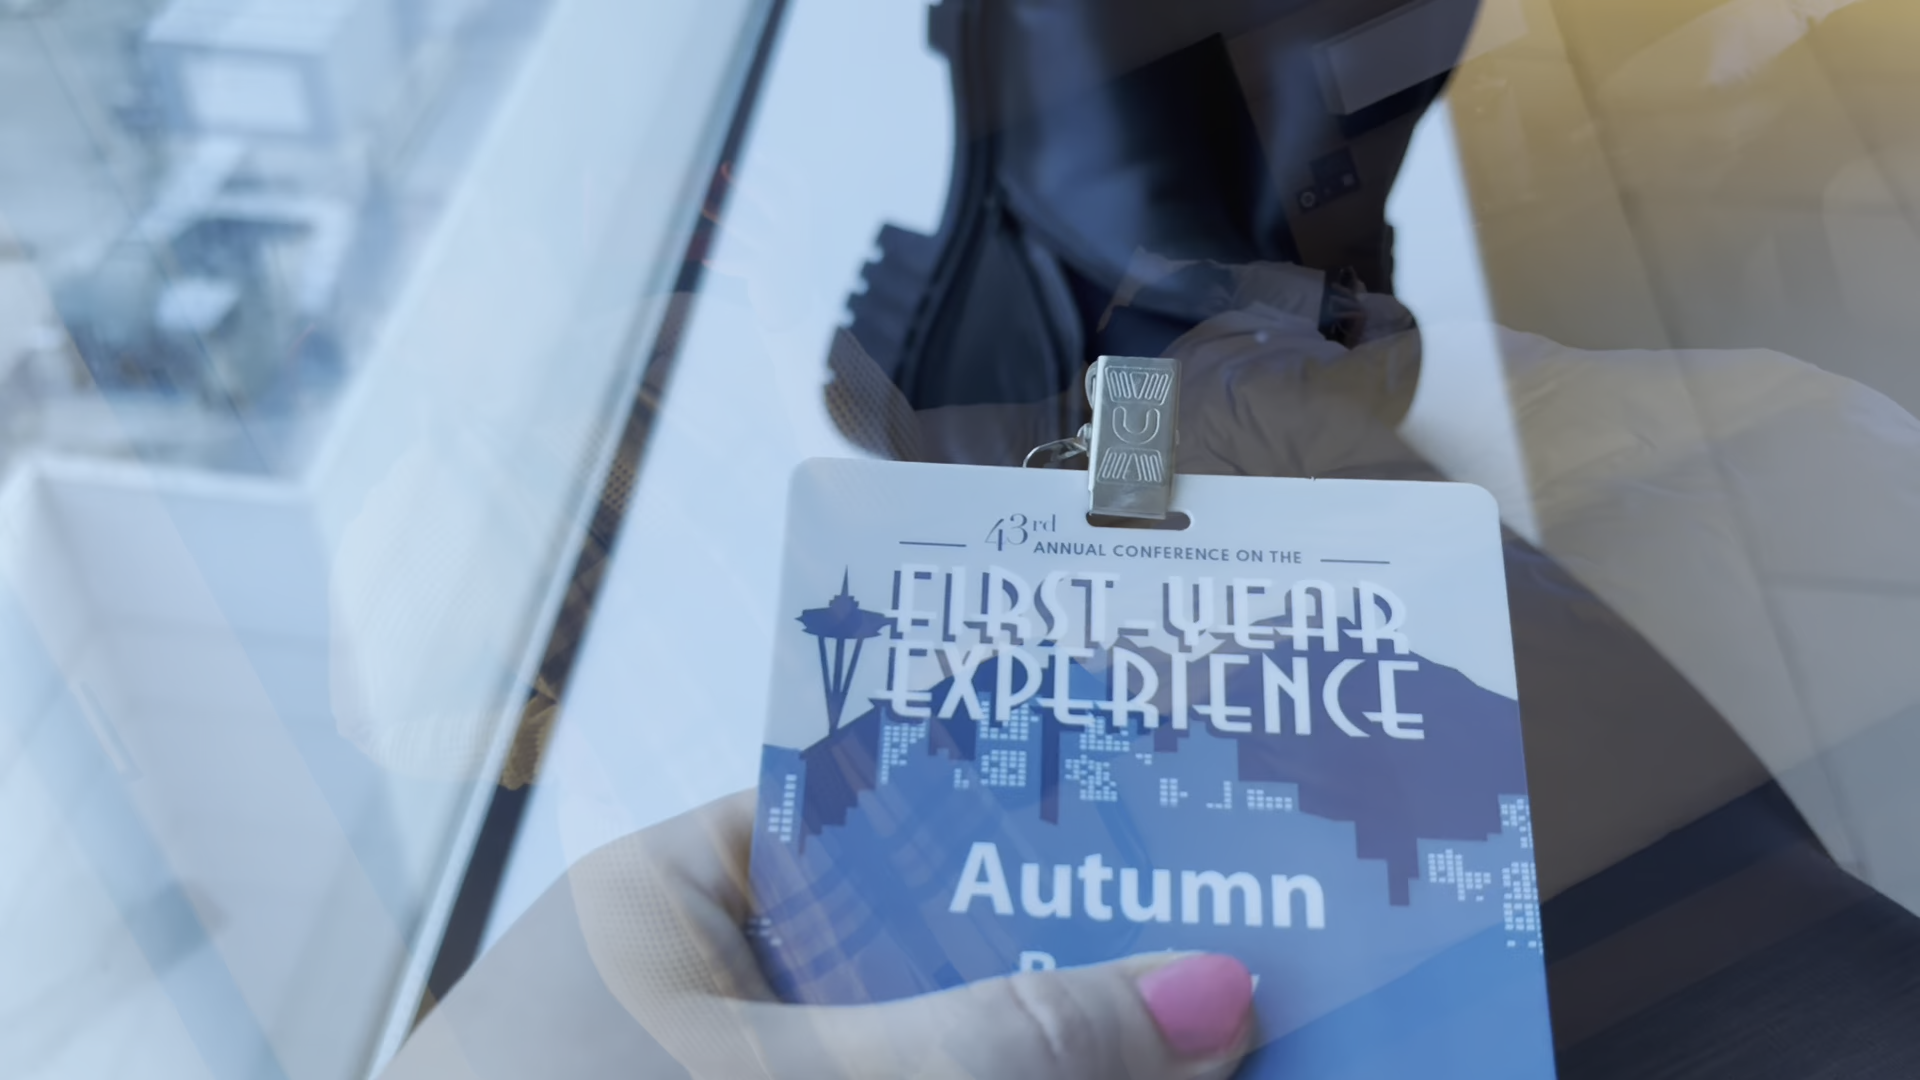 43rd
ANNUAL CONFERENCE ON THE
FIRST-YEAR
EXPERIENCE
Autumn